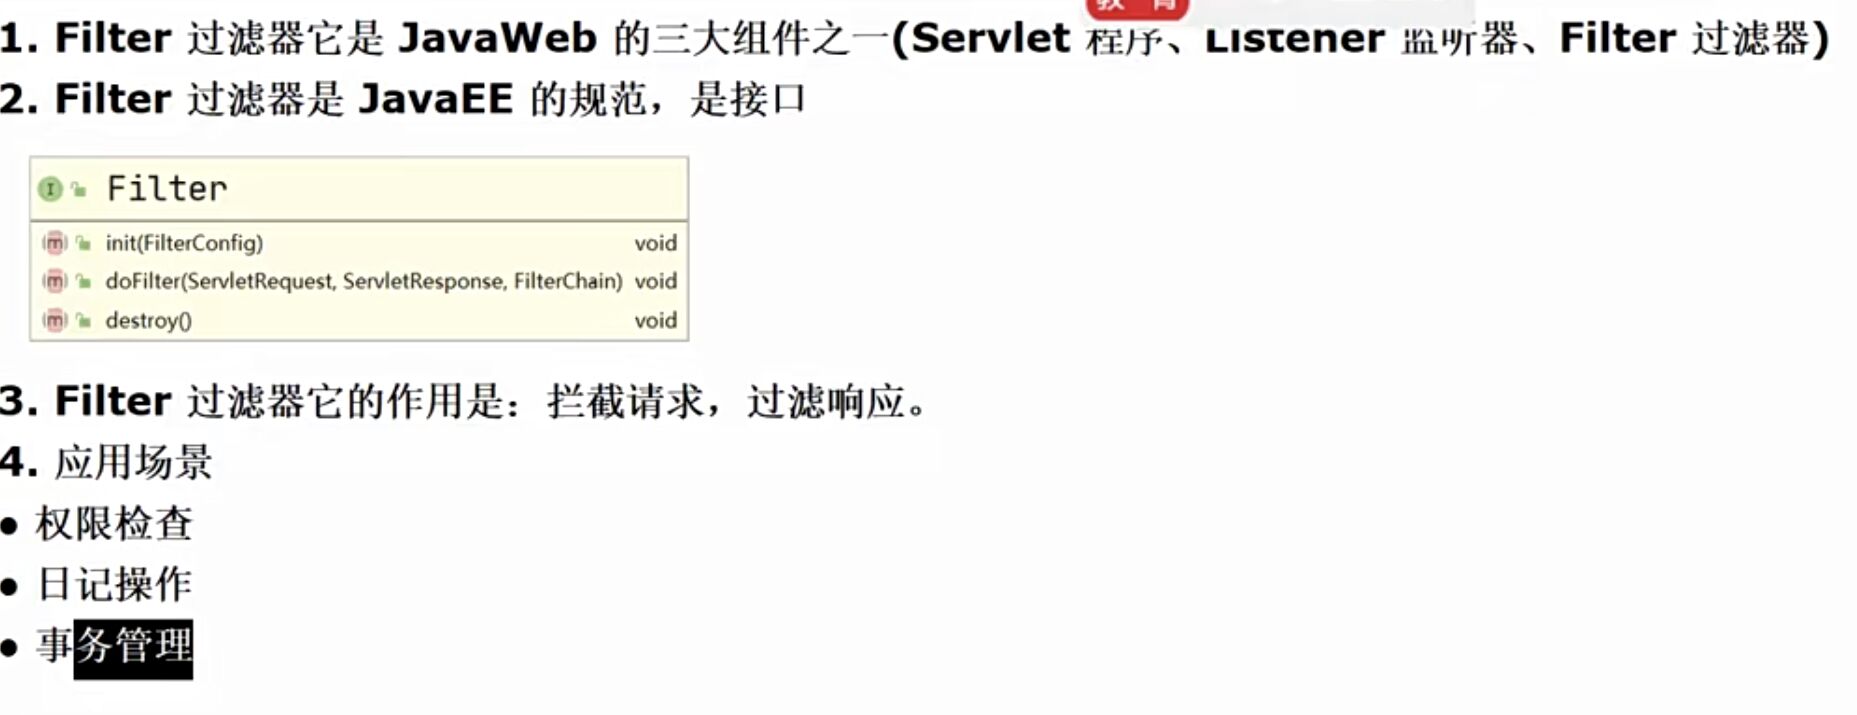 1. Filter 过滤器它是 JavaWeb 的三大组件之一(Servlet 程序、Listener 监听器、Filter 过滤器)
2. Filter 过滤器是 JavaEE 的规范，是接口
I Filter
m init(FilterConfig) void
m doFilter(ServletRequest, ServletResponse, FilterChain) void
m destroy() void
3. Filter 过滤器它的作用是：拦截请求，过滤响应。
4. 应用场景
● 权限检查
● 日记操作
● 事务管理